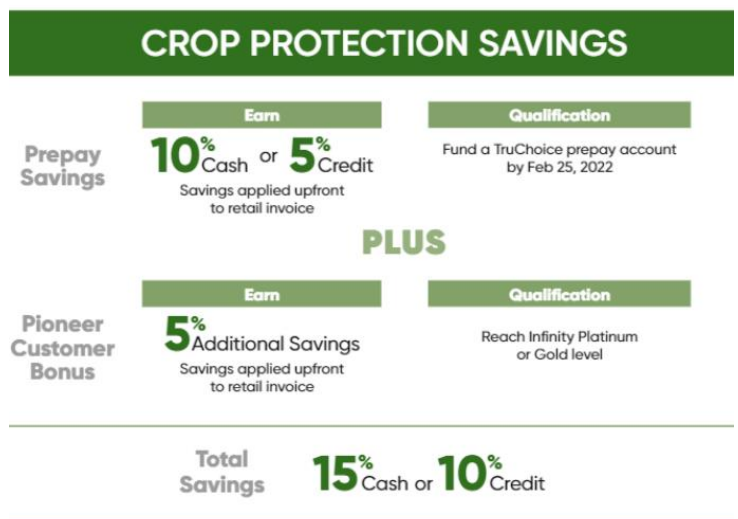 CROP PROTECTION SAVINGS
Earn
Qualification
Prepay
Savings
10% Cash or 5% Credit
Savings applied upfront
to retail invoice
Fund a TruChoice prepay account
by Feb 25, 2022
PLUS
Earn
Qualification
Pioneer
Customer
Bonus
5% Additional Savings
Savings applied upfront
to retail invoice
Reach Infinity Platinum
or Gold level
Total
Savings
15% Cash or 10% Credit